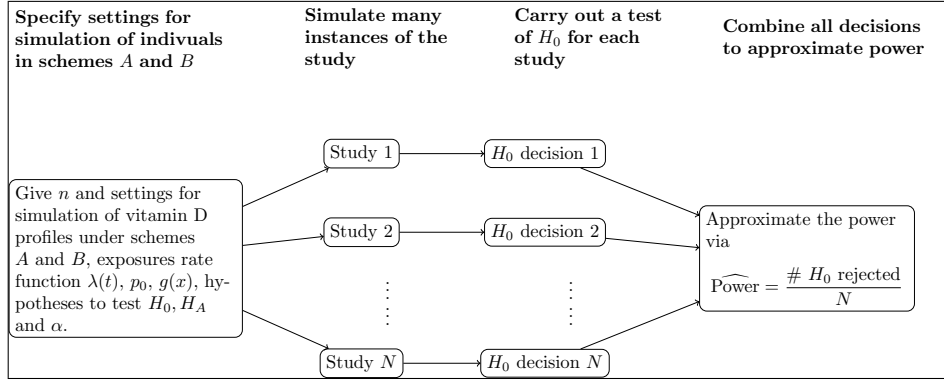 Specify settings for
simulation of indivuals
in schemes A and B
Simulate many
instances of the
study
Carry out a test
of H₀ for each
study
Combine all decisions
to approximate power
Give n and settings for
simulation of vitamin D
profiles under schemes
A and B, exposures rate
function λ(t), p₀, g(x), hy-
potheses to test H₀, H_A
and α.
Study 1
H₀ decision 1
Study 2
H₀ decision 2
Study N
H₀ decision N
Approximate the power
via
\widehat{Power} = \frac{# H₀ rejected}{N}